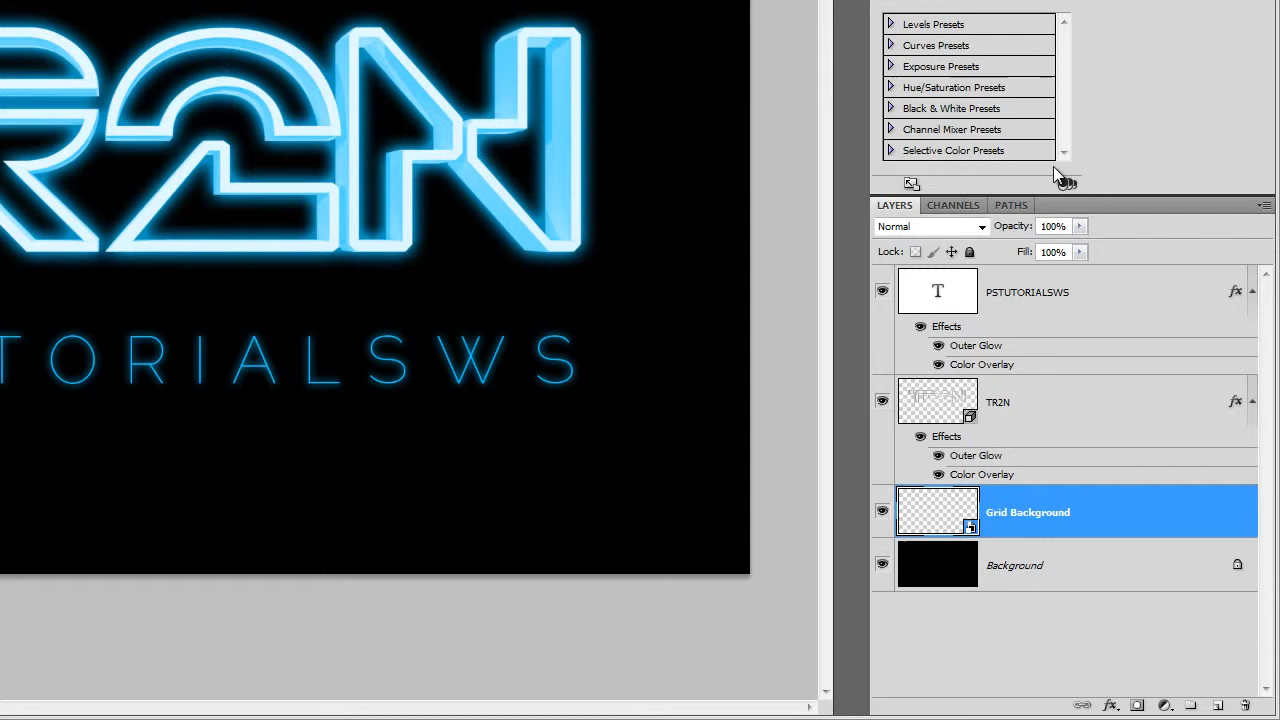 R2N
TORIALSWS
Levels Presets
Curves Presets
Exposure Presets
Hue/Saturation Presets
Black & White Presets
Channel Mixer Presets
Selective Color Presets
LAYERS CHANNELS PATHS
Normal Opacity: 100%
Lock: Fill: 100%
T PSTUTORIALSWS fx
Effects
Outer Glow
Color Overlay
TR2N TR2N fx
Effects
Outer Glow
Color Overlay
Grid Background
Background
fx